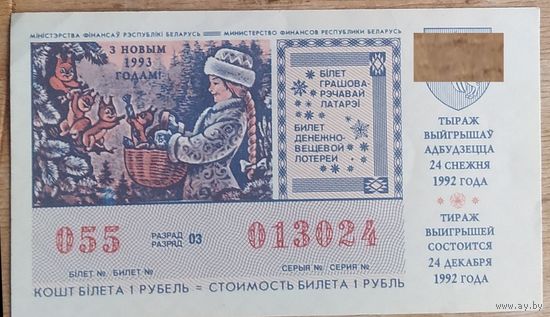 МІНІСТЭРСТВА ФІНАНСАЎ РЭСПУБЛІКІ БЕЛАРУСЬ МИНИСТЕРСТВО ФИНАНСОВ РЕСПУБЛИКИ БЕЛАРУСЬ
З НОВЫМ
1993
ГОДАМ!
БІЛЕТ
ГРАШОВА-
РЭЧАВАЙ
ЛАТАРЭІ
БИЛЕТ
ДЕНЕЖНО-
ВЕЩЕВОЙ
ЛОТЕРЕИ
ТЫРАЖ
ВЫЙГРЫШАЎ
АДБУДЗЕЦЦА
24 СНЕЖНЯ
1992 ГОДА
ТИРАЖ
ВЫИГРЫШЕЙ
СОСТОИТСЯ
24 ДЕКАБРЯ
1992 ГОДА
055 РАЗРАД
РАЗРЯД 03 013024
БІЛЕТ № БИЛЕТ № СЕРЫЯ № СЕРИЯ №
КОШТ БІЛЕТА 1 РУБЕЛЬ = СТОИМОСТЬ БИЛЕТА 1 РУБЛЬ
www.ay.by